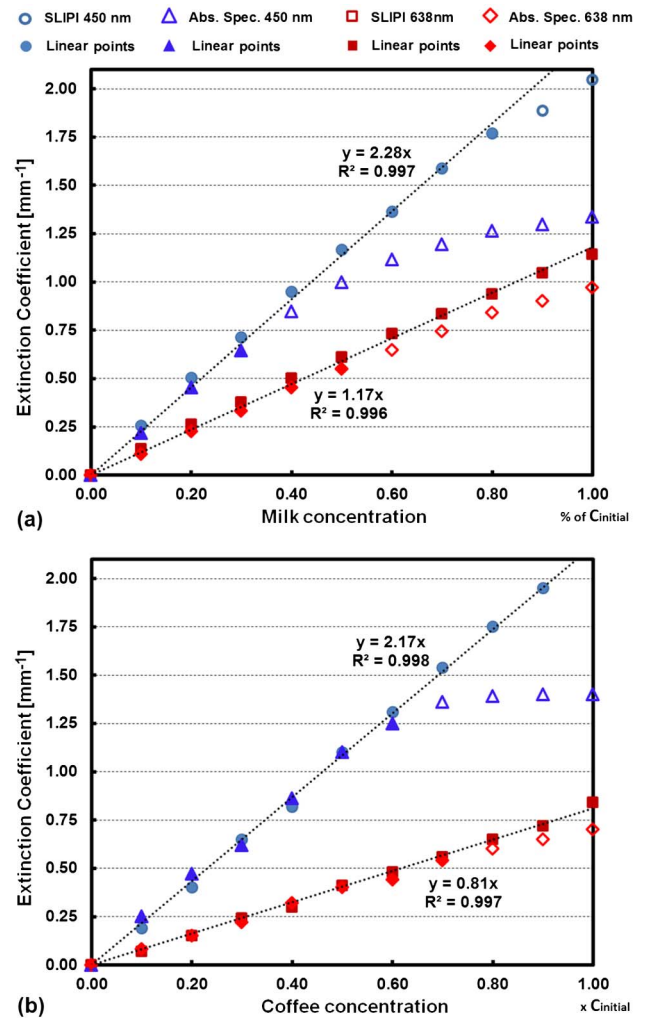 SLIPI 450 nm Abs. Spec. 450 nm SLIPI 638nm Abs. Spec. 638 nm
Linear points Linear points Linear points Linear points
2.00
1.75
y = 2.28x
R² = 0.997
1.50
1.25
1.00
0.75
0.50
y = 1.17x
R² = 0.996
0.25
0.00
Extinction Coefficient [mm⁻¹]
0.00 0.20 0.40 0.60 0.80 1.00
(a) Milk concentration % of Cinitial
2.00
1.75
y = 2.17x
R² = 0.998
1.50
1.25
1.00
0.75
0.50
y = 0.81x
R² = 0.997
0.25
0.00
Extinction Coefficient [mm⁻¹]
0.00 0.20 0.40 0.60 0.80 1.00
(b) Coffee concentration x Cinitial